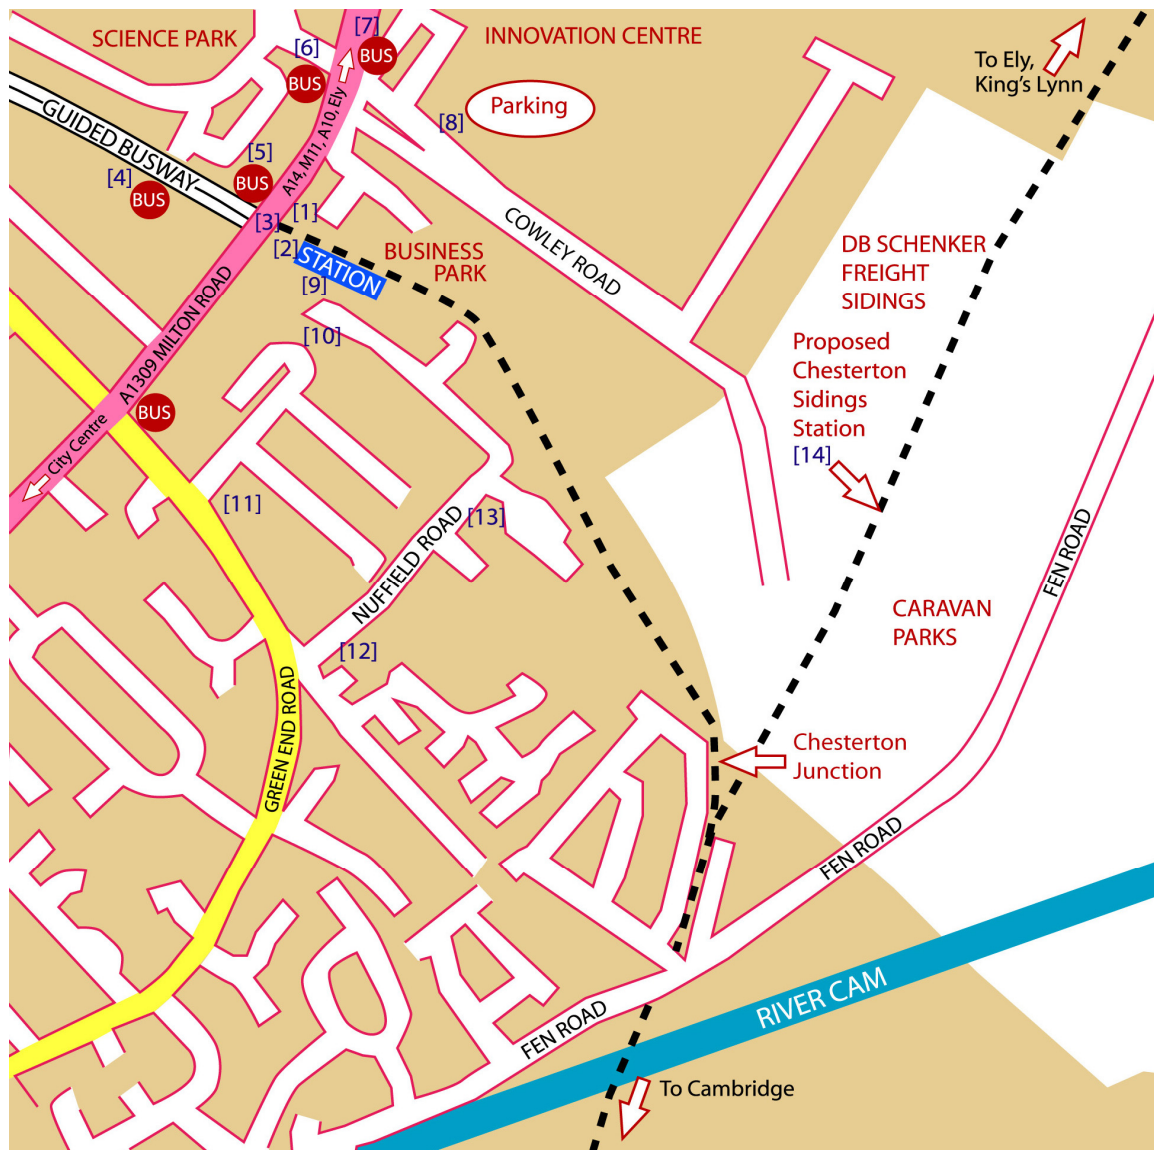 SCIENCE PARK
[6]
[7]
BUS
BUS
INNOVATION CENTRE
Parking
[8]
To Ely,
King's Lynn
GUIDED BUSWAY
A14, M11, A10, Ely
[5]
BUS
[4]
BUS
[3]
[1]
[2]
STATION
[9]
BUSINESS
PARK
COWLEY ROAD
DB SCHENKER
FREIGHT
SIDINGS
A1309 MILTON ROAD
[10]
Proposed
Chesterton
Sidings
Station
[14]
BUS
City Centre
[11]
[13]
NUFFIELD ROAD
FEN ROAD
CARAVAN
PARKS
[12]
GREEN END ROAD
Chesterton
Junction
FEN ROAD
RIVER CAM
FEN ROAD
To Cambridge